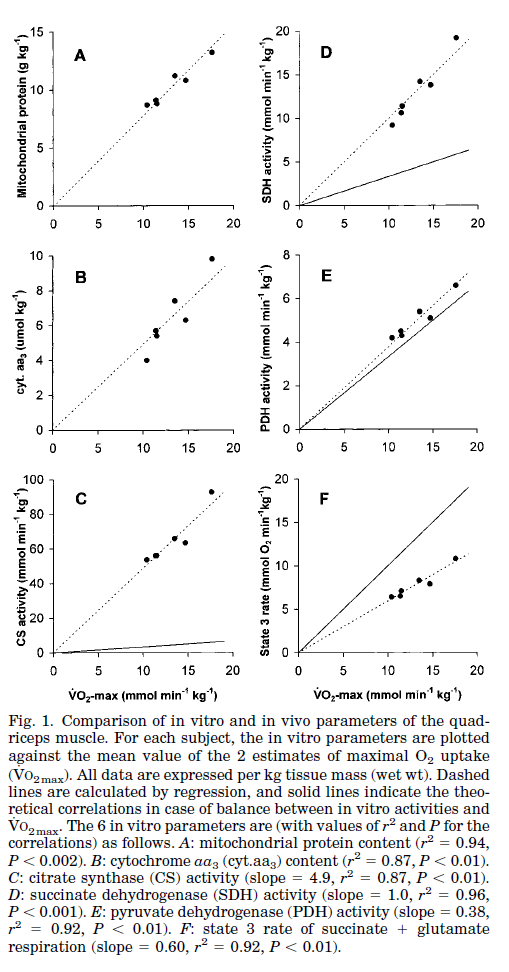 A
Mitochondrial protein (g kg-1)
15
10
5
0
0 5 10 15 20
D
SDH activity (mmol min-1 kg-1)
20
15
10
5
0
0 5 10 15 20
B
cyt. aa3 (umol kg-1)
10
8
6
4
2
0
0 5 10 15 20
E
PDH activity (mmol min-1 kg-1)
8
6
4
2
0
0 5 10 15 20
C
CS activity (mmol min-1 kg-1)
100
80
60
40
20
0
0 5 10 15 20
V̇O2-max (mmol min-1 kg-1)
F
State 3 rate (mmol O2 min-1kg-1)
20
15
10
5
0
0 5 10 15 20
V̇O2-max (mmol min-1 kg-1)
Fig. 1. Comparison of in vitro and in vivo parameters of the quad-
riceps muscle. For each subject, the in vitro parameters are plotted
against the mean value of the 2 estimates of maximal O2 uptake
(V̇O2max). All data are expressed per kg tissue mass (wet wt). Dashed
lines are calculated by regression, and solid lines indicate the theo-
retical correlations in case of balance between in vitro activities and
V̇O2max. The 6 in vitro parameters are (with values of r2 and P for the
correlations) as follows. A: mitochondrial protein content (r2 = 0.94,
P < 0.002). B: cytochrome aa3 (cyt.aa3) content (r2 = 0.87, P < 0.01).
C: citrate synthase (CS) activity (slope = 4.9, r2 = 0.87, P < 0.01).
D: succinate dehydrogenase (SDH) activity (slope = 1.0, r2 = 0.96,
P < 0.001). E: pyruvate dehydrogenase (PDH) activity (slope = 0.38,
r2 = 0.92, P < 0.01). F: state 3 rate of succinate + glutamate
respiration (slope = 0.60, r2 = 0.92, P < 0.01).